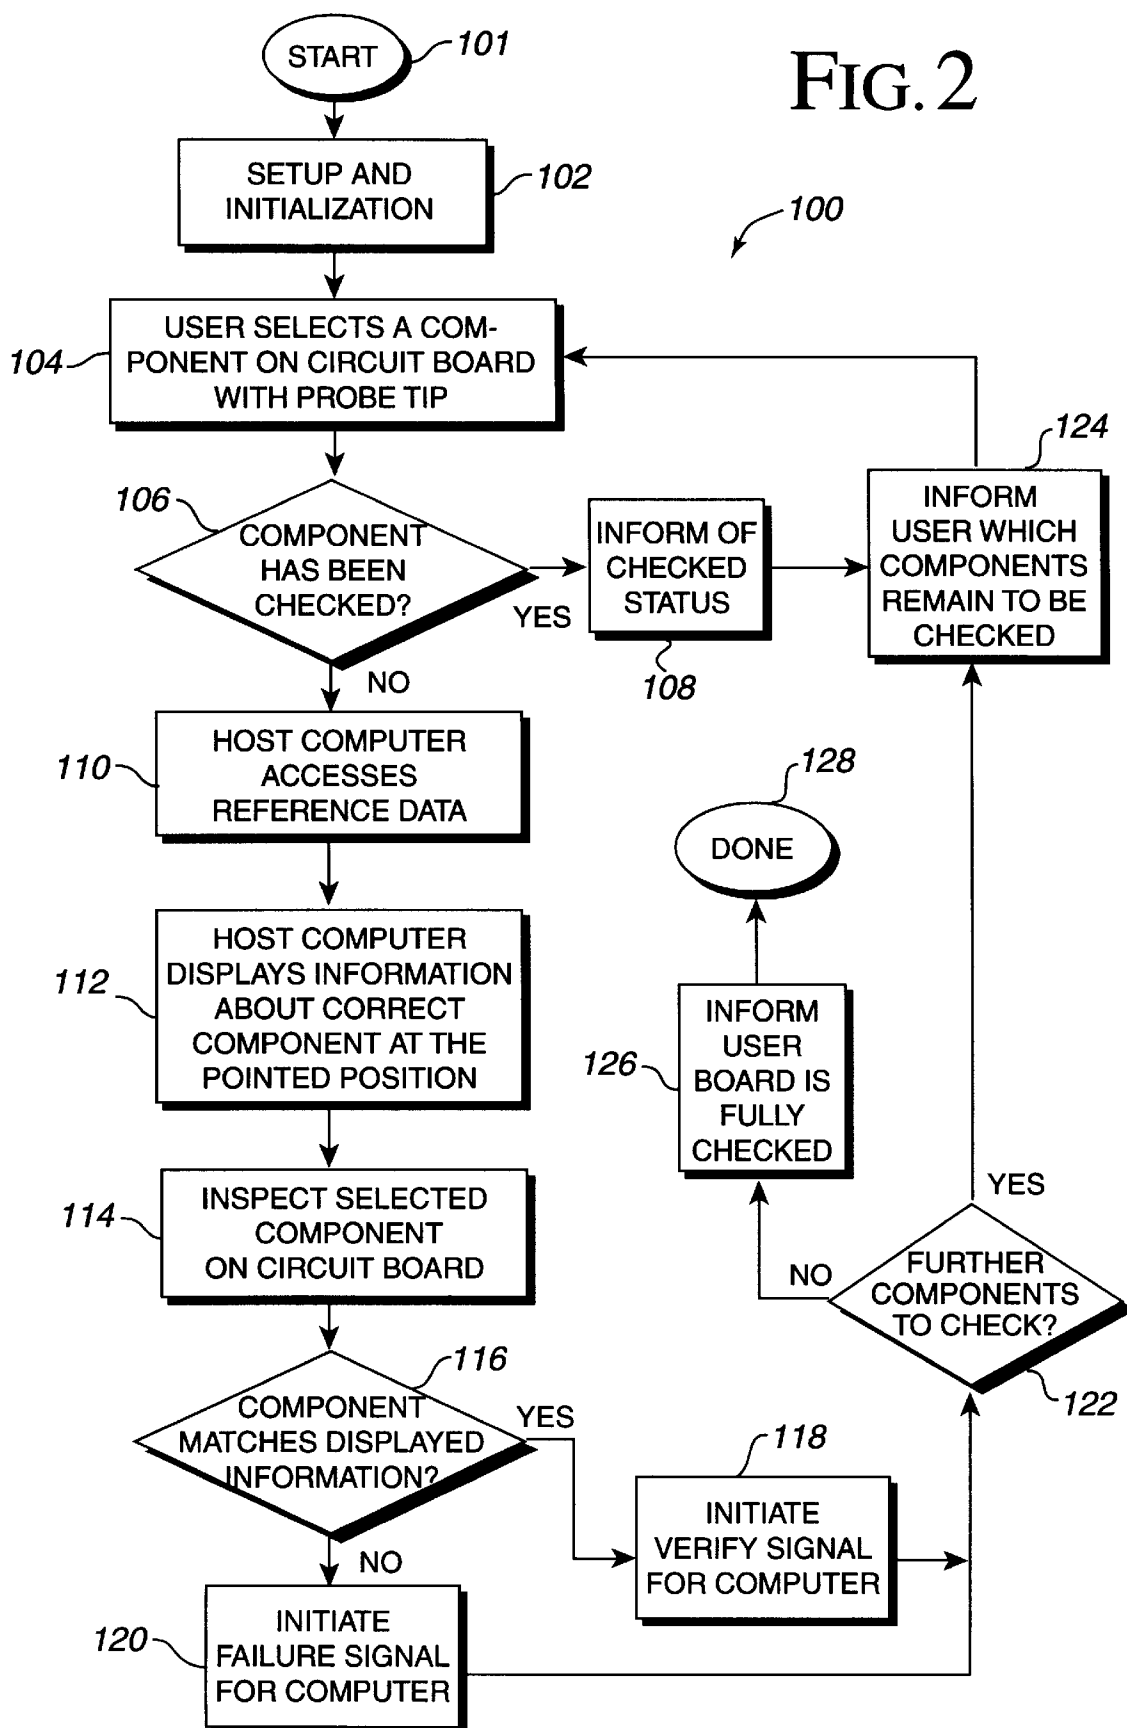 START
101
FIG. 2
SETUP AND
INITIALIZATION
102
100
USER SELECTS A COM-
PONENT ON CIRCUIT BOARD
WITH PROBE TIP
104
124
106
COMPONENT
HAS BEEN
CHECKED?
YES
NO
INFORM OF
CHECKED
STATUS
108
INFORM
USER WHICH
COMPONENTS
REMAIN TO BE
CHECKED
HOST COMPUTER
ACCESSES
REFERENCE DATA
110
128
DONE
HOST COMPUTER
DISPLAYS INFORMATION
ABOUT CORRECT
COMPONENT AT THE
POINTED POSITION
112
INFORM
USER
BOARD IS
FULLY
CHECKED
126
INSPECT SELECTED
COMPONENT
ON CIRCUIT BOARD
114
YES
NO
FURTHER
COMPONENTS
TO CHECK?
122
116
COMPONENT
MATCHES DISPLAYED
INFORMATION?
YES
NO
118
INITIATE
VERIFY SIGNAL
FOR COMPUTER
120
INITIATE
FAILURE SIGNAL
FOR COMPUTER